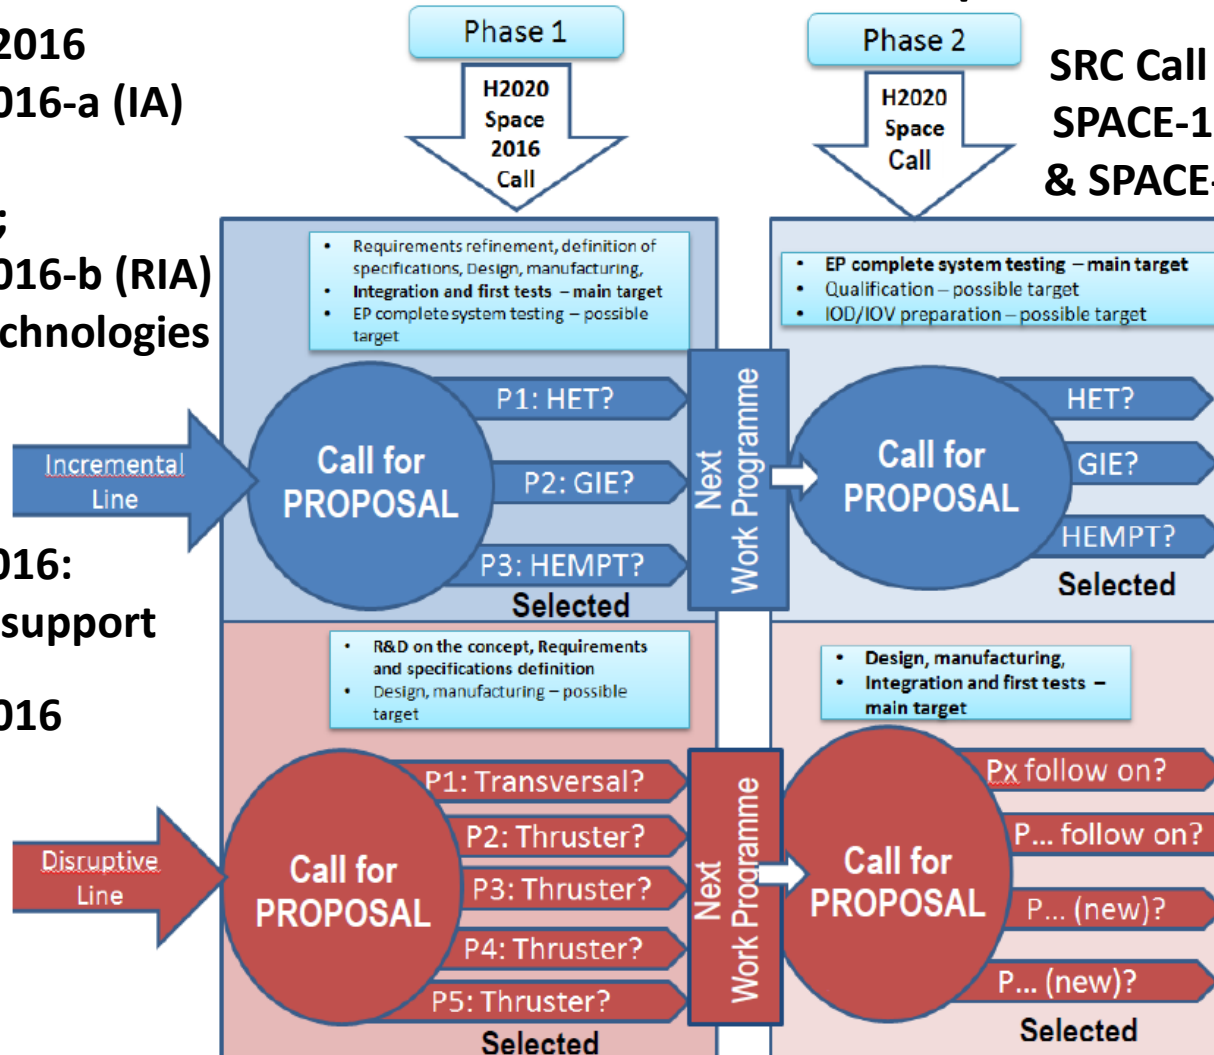 2016
016-a (IA)
;
016-b (RIA)
chnologies
016:
support
016
Phase 1
H2020
Space
2016
Call
Phase 2
H2020
Space
Call
SRC Call
SPACE-1
& SPACE-
• Requirements refinement, definition of
specifications, Design, manufacturing,
• Integration and first tests – main target
• EP complete system testing – possible
target
• EP complete system testing – main target
• Qualification – possible target
• IOD/IOV preparation – possible target
Incremental
Line
Call for
PROPOSAL
P1: HET?
P2: GIE?
P3: HEMPT?
Selected
Next
Work Programme
Call for
PROPOSAL
HET?
GIE?
HEMPT?
Selected
• R&D on the concept, Requirements
and specifications definition
• Design, manufacturing – possible
target
• Design, manufacturing,
• Integration and first tests –
main target
Disruptive
Line
Call for
PROPOSAL
P1: Transversal?
P2: Thruster?
P3: Thruster?
P4: Thruster?
P5: Thruster?
Selected
Next
Work Programme
Call for
PROPOSAL
Px follow on?
P... follow on?
P... (new)?
P... (new)?
Selected